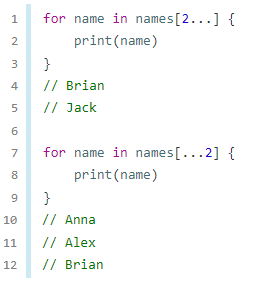 1 for name in names[2...] {
2     print(name)
3 }
4 // Brian
5 // Jack
6
7 for name in names[...2] {
8     print(name)
9 }
10 // Anna
11 // Alex
12 // Brian